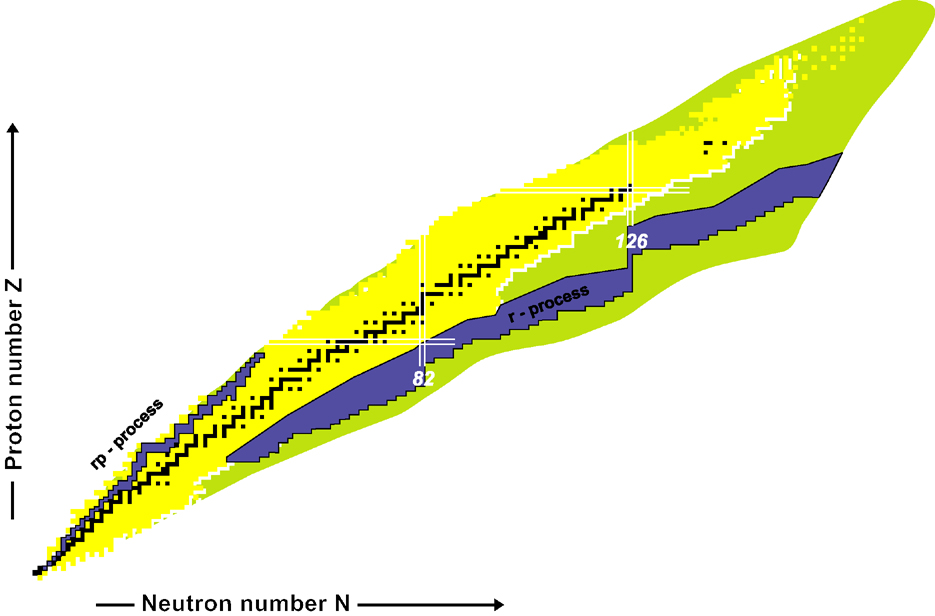 126
r - process
82
rp - process
Proton number Z
Neutron number N